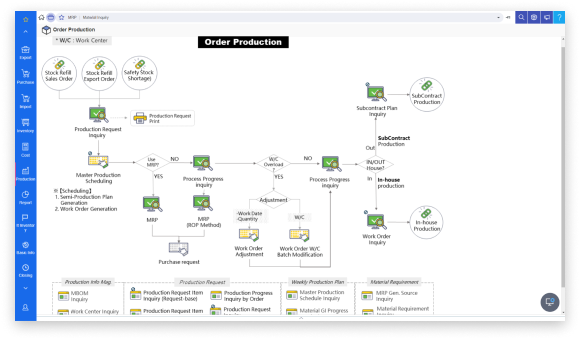 MRP | Material Inquiry
Order Production
* W/C : Work Center
Order Production
Stock Refill
Sales Order
Stock Refill
Export Order
Safety Stock
Shortage)
Production Request
Print
Production Request
Inquiry
Master Production
Scheduling
※ 【Scheduling】
1. Semi-Production Plan
Generation
2. Work Order Generation
Use
MRP?
NO
YES
Process Progress
inquiry
MRP
MRP
(ROP Method)
Purchase request
W/C
Overload
NO
YES
Adjustment
Work Date
Quantity
W/C
Work Order
Adjustment
Work Order W/C
Batch Modification
Process Progress
inquiry
Subcontract Plan
Inquiry
SubContract
Production
Out
SubContract
Production
IN/OUT
House?
In
In-house
production
Work Order
Inquiry
In-house
Production
Export
Purchase
Import
Inventory
Cost
Production
Report
Basic Info
Closing
Production Info Mag.
Production Request
Weekly Production Plan
Material Requirement
MBOM
Inquiry
Production Request Item
Inquiry (Request-base)
Production Progress
Inquiry by Order
Master Production
Schedule Inquiry
MRP Gen. Source
Inquiry
Work Center Inquiry
Production Request Item
Production Request
Material GI Progress
Material Requirement